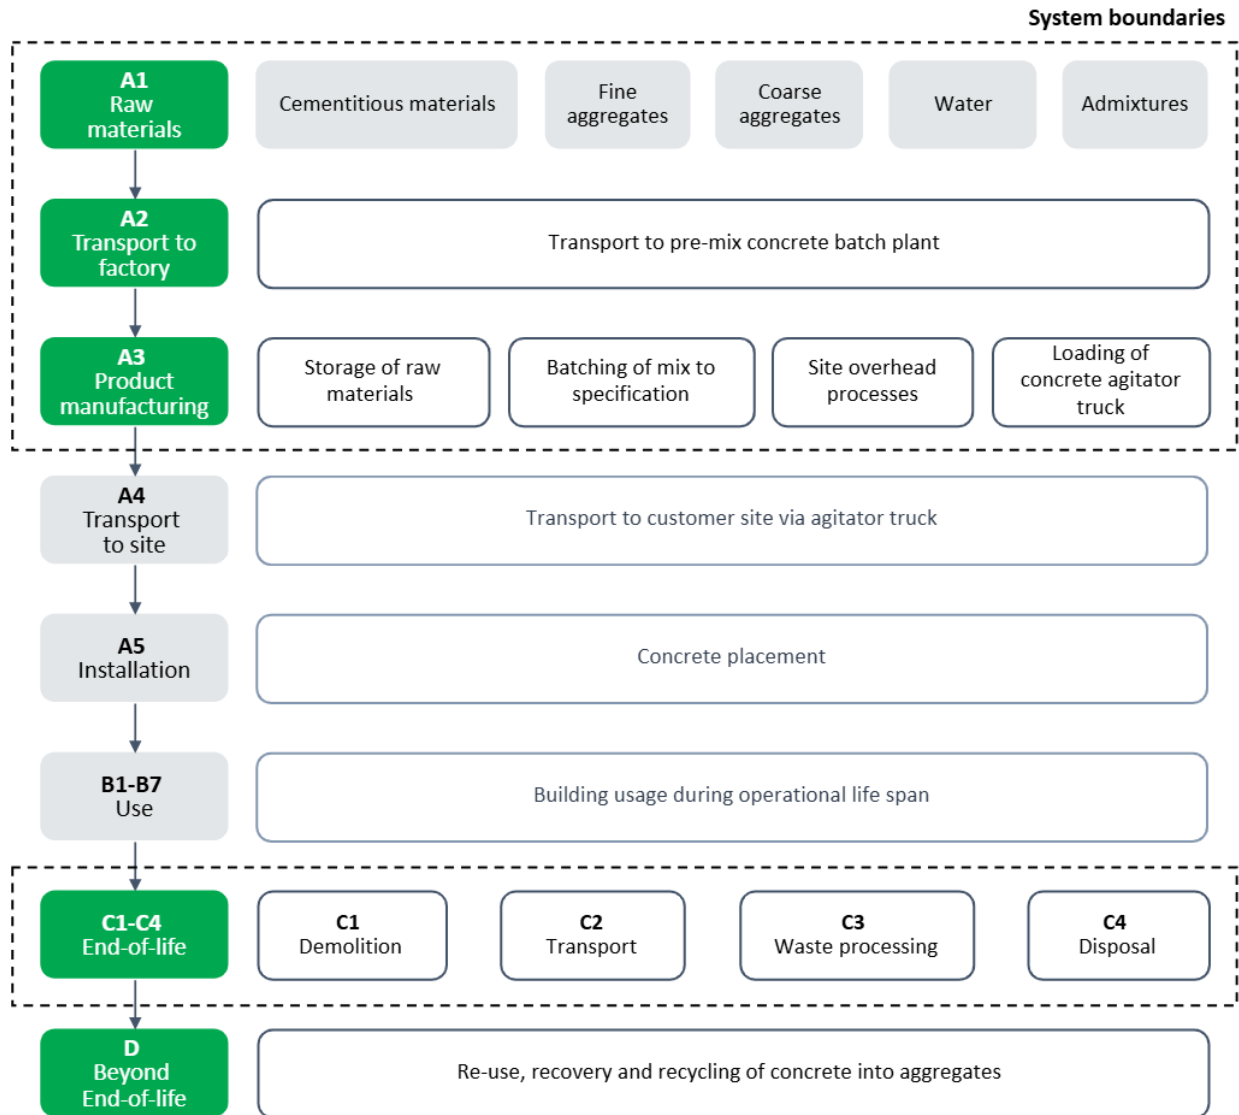 System boundaries
A1
Raw
materials
Cementitious materials
Fine
aggregates
Coarse
aggregates
Water
Admixtures
A2
Transport to
factory
Transport to pre-mix concrete batch plant
A3
Product
manufacturing
Storage of raw
materials
Batching of mix to
specification
Site overhead
processes
Loading of
concrete agitator
truck
A4
Transport
to site
Transport to customer site via agitator truck
A5
Installation
Concrete placement
B1-B7
Use
Building usage during operational life span
C1-C4
End-of-life
C1
Demolition
C2
Transport
C3
Waste processing
C4
Disposal
D
Beyond
End-of-life
Re-use, recovery and recycling of concrete into aggregates